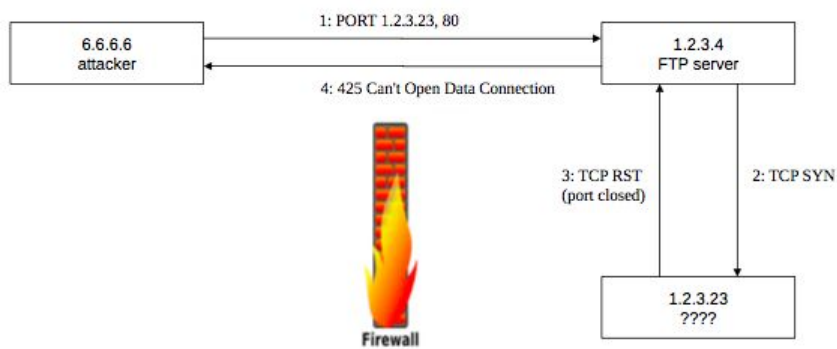 1: PORT 1.2.3.23, 80
6.6.6.6
attacker
1.2.3.4
FTP server
4: 425 Can't Open Data Connection
3: TCP RST
(port closed)
2: TCP SYN
1.2.3.23
????
Firewall